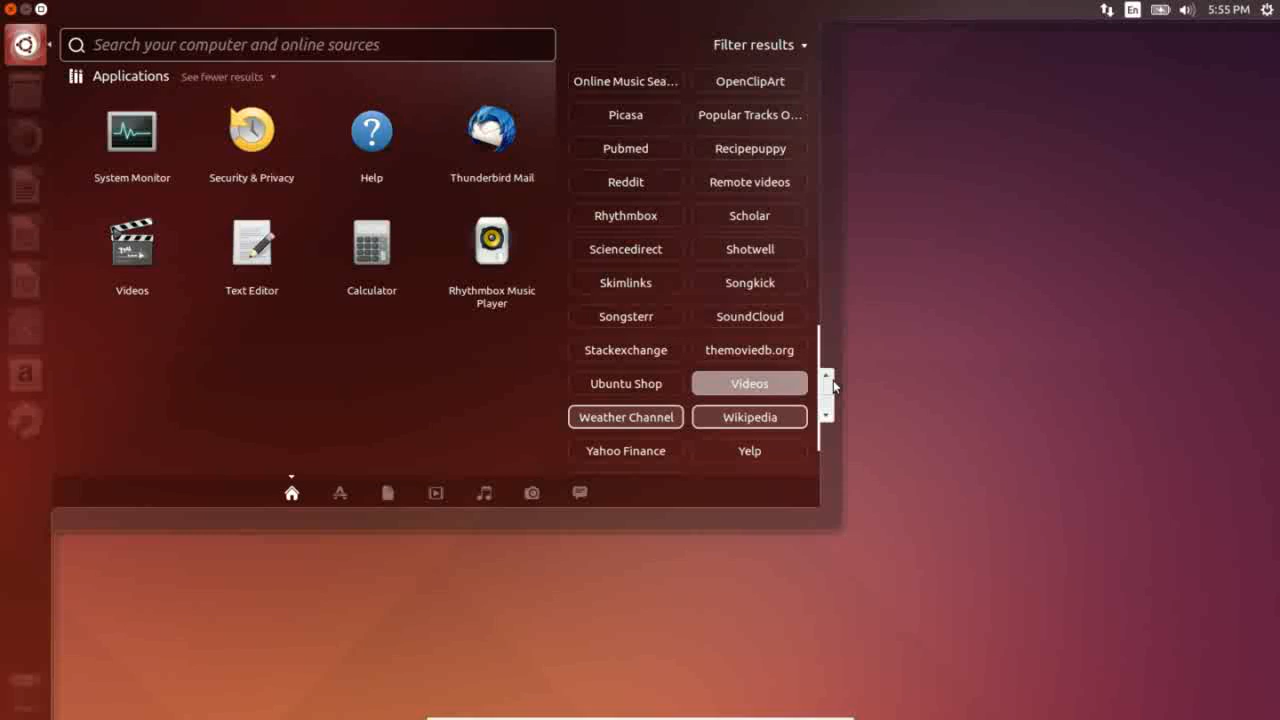 En
5:55 PM
Search your computer and online sources
Filter results
Applications See fewer results
System Monitor
Security & Privacy
Help
Thunderbird Mail
Videos
Text Editor
Calculator
Rhythmbox Music
Player
Online Music Sea...
OpenClipArt
Picasa
Popular Tracks O...
Pubmed
Recipepuppy
Reddit
Remote videos
Rhythmbox
Scholar
Sciencedirect
Shotwell
Skimlinks
Songkick
Songsterr
SoundCloud
Stackexchange
themoviedb.org
Ubuntu Shop
Videos
Weather Channel
Wikipedia
Yahoo Finance
Yelp
a